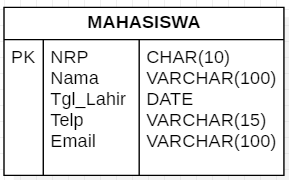 MAHASISWA
PK NRP CHAR(10)
Nama VARCHAR(100)
Tgl_Lahir DATE
Telp VARCHAR(15)
Email VARCHAR(100)